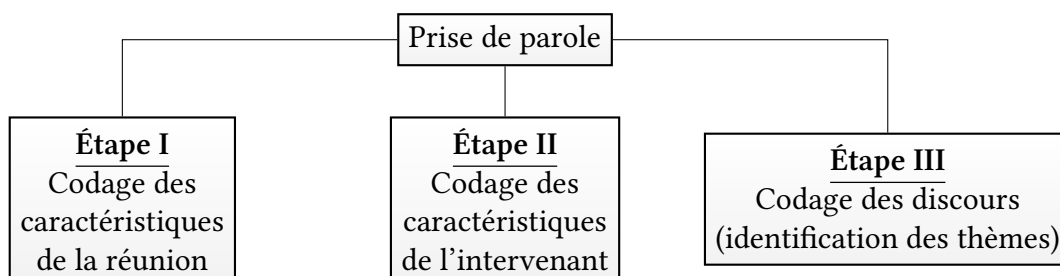 Prise de parole
Étape I
Codage des
caractéristiques
de la réunion
Étape II
Codage des
caractéristiques
de l'intervenant
Étape III
Codage des discours
(identification des thèmes)